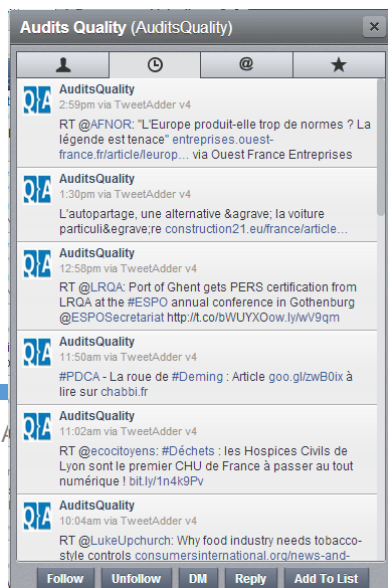 Audits Quality (AuditsQuality)
@
AuditsQuality
2:59pm via TweetAdder v4
RT @AFNOR: "L'Europe produit-elle trop de normes ? La
légende est tenace" entreprises.ouest-
france.fr/article/leurop… via Ouest France Entreprises
AuditsQuality
1:30pm via TweetAdder v4
L'autopartage, une alternative &agrave; la voiture
particuli&egrave;re construction21.eu/france/article…
AuditsQuality
12:58pm via TweetAdder v4
RT @LRQA: Port of Ghent gets PERS certification from
LRQA at the #ESPO annual conference in Gothenburg
@ESPOSecretariat http://t.co/bWUYXOow.ly/wV9qm
AuditsQuality
11:50am via TweetAdder v4
#PDCA - La roue de #Deming : Article goo.gl/zwB0ix à
lire sur chabbi.fr
AuditsQuality
11:02am via TweetAdder v4
RT @ecocitoyens: #Déchets : les Hospices Civils de
Lyon sont le premier CHU de France à passer au tout
numérique ! bit.ly/1n4k9Pv
AuditsQuality
10:04am via TweetAdder v4
RT @LukeUpchurch: Why food industry needs tobacco-
style controls consumersinternational.org/news-and-
Follow Unfollow DM Reply Add To List